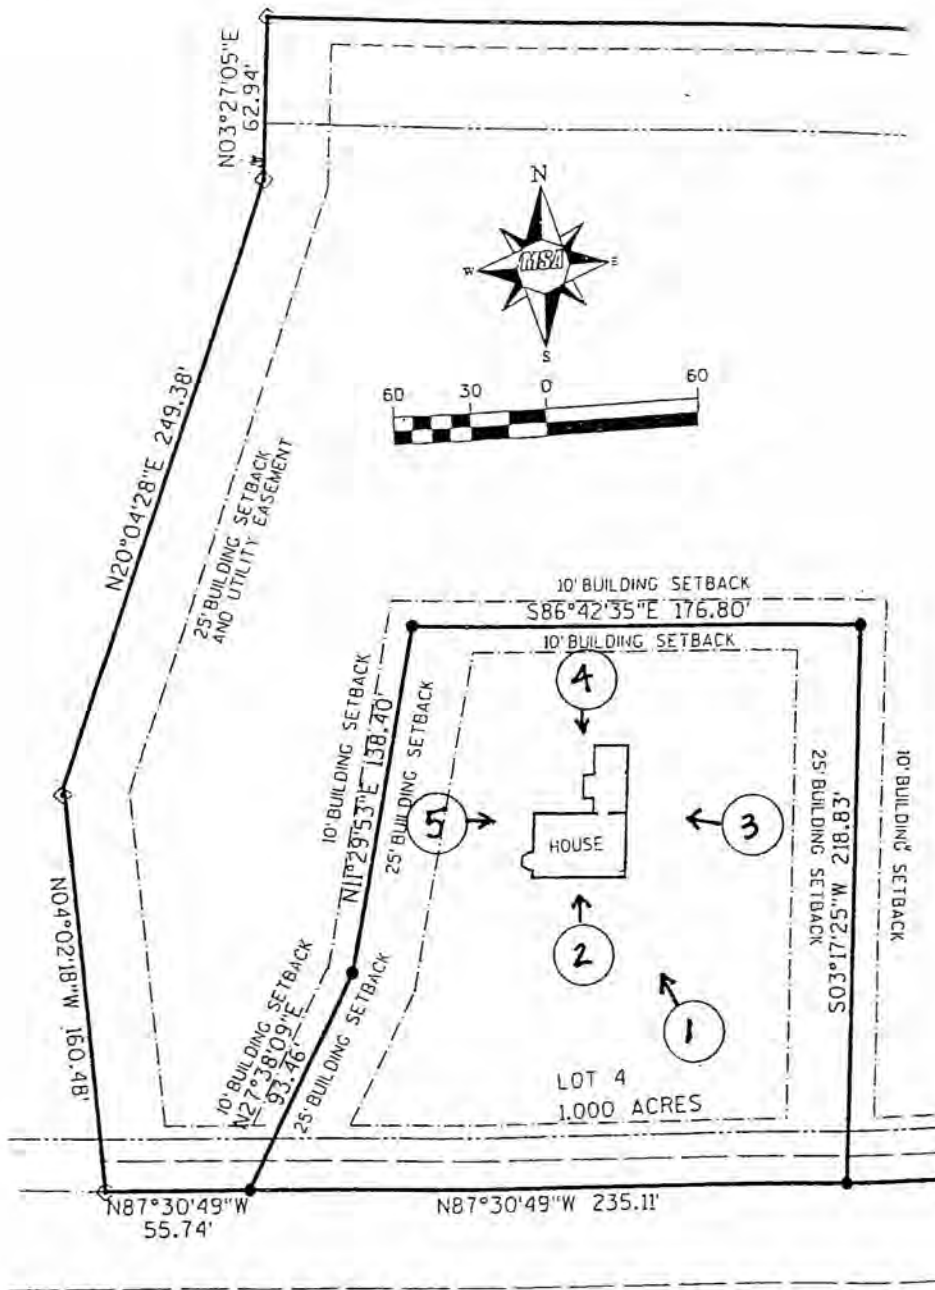 N03°27'05"E
62.94'
N
MSA
W
E
S
60 30 0 60
N20°04'28"E 249.38'
25' BUILDING SETBACK
AND UTILITY EASEMENT
10' BUILDING SETBACK
S86°42'35"E 176.80'
10' BUILDING SETBACK
4
10' BUILDING SETBACK
N11°29'53"E 138.40'
25' BUILDING SETBACK
5
HOUSE
3
25' BUILDING SETBACK
S03°17'25"W 218.83'
10' BUILDING SETBACK
2
1
N04°02'18"W 160.48'
10' BUILDING SETBACK
N27°38'09"E
93.46'
25' BUILDING SETBACK
LOT 4
1.000 ACRES
N87°30'49"W
55.74'
N87°30'49"W 235.11'